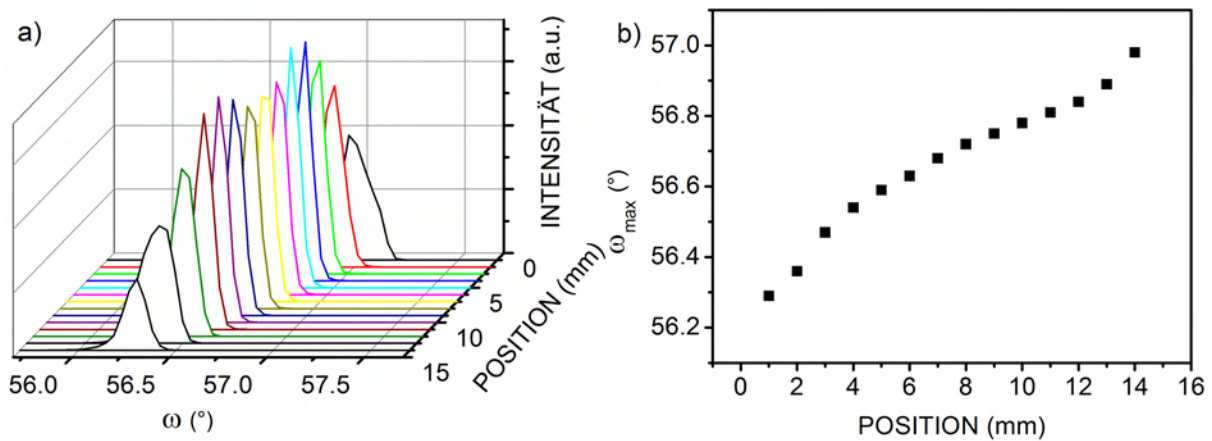 a)
INTENSITÄT (a.u.)
0
5
10
15
POSITION (mm)
56.0 56.5 57.0 57.5
ω (°)
b)
57.0
56.8
56.6
56.4
56.2
ωmax (°)
0 2 4 6 8 10 12 14 16
POSITION (mm)